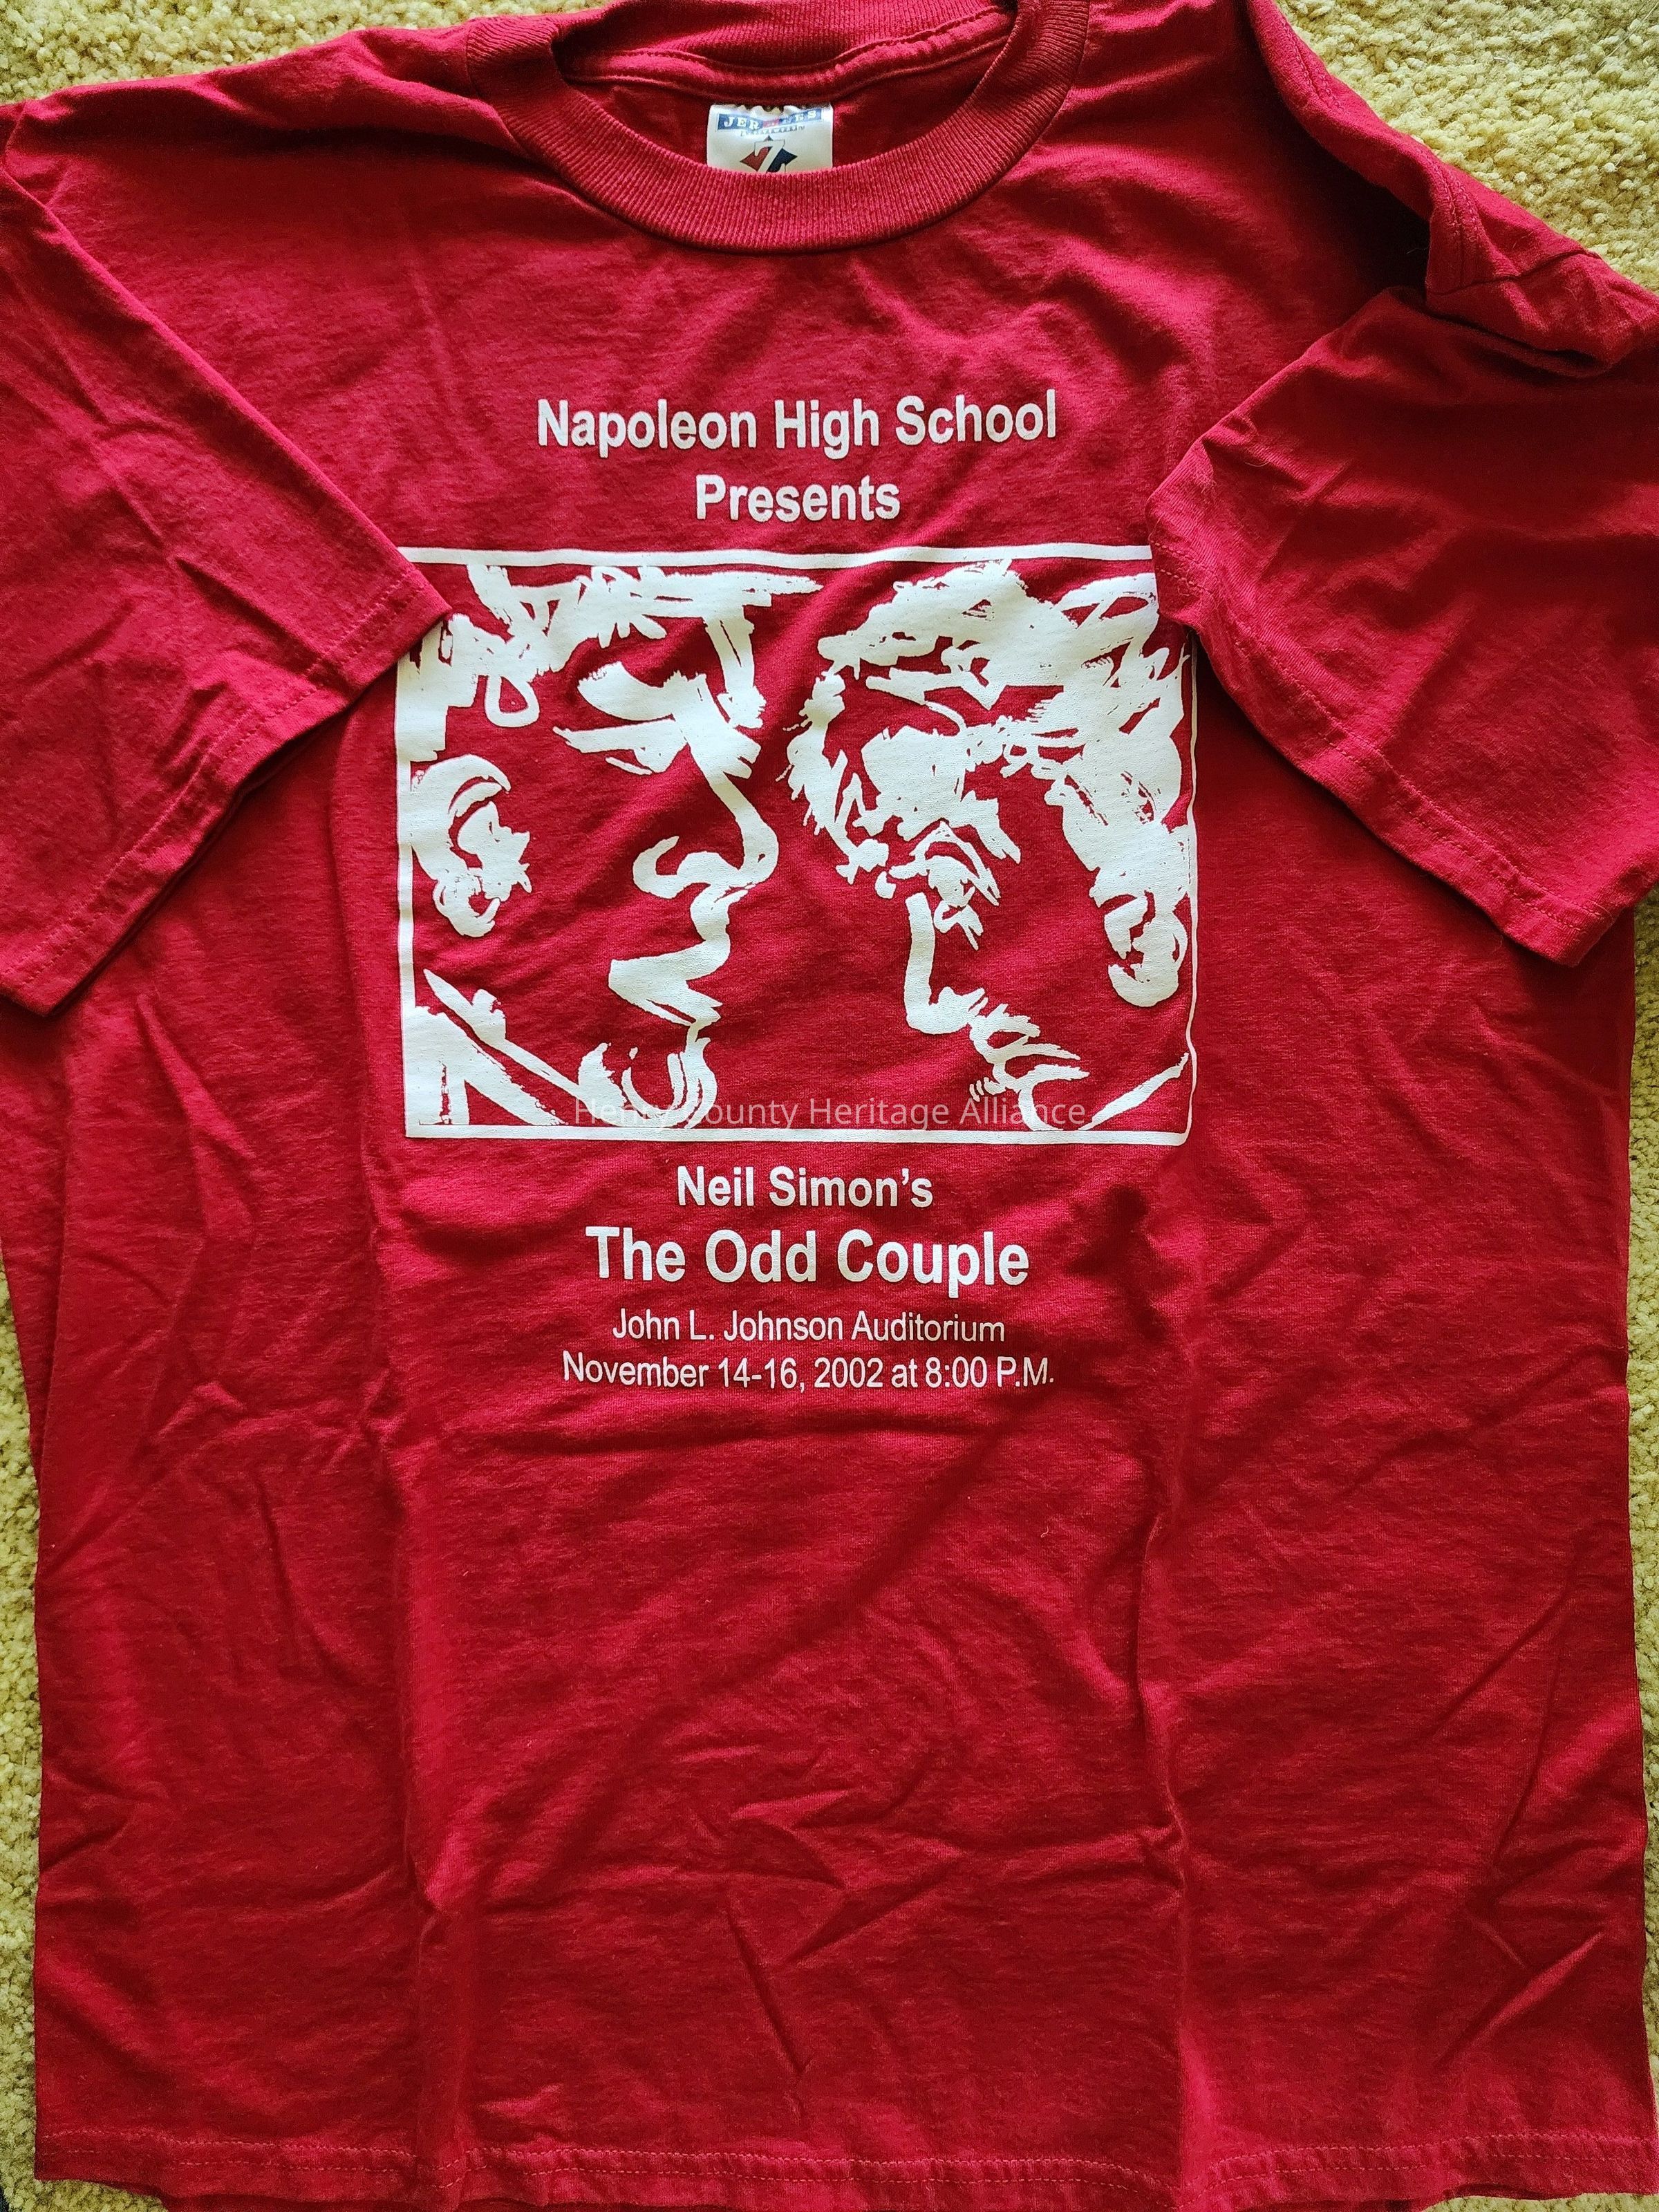 JERZEES
Napoleon High School
Presents
Henry County Heritage Alliance
Neil Simon’s
The Odd Couple
John L. Johnson Auditorium
November 14-16, 2002 at 8:00 P.M.